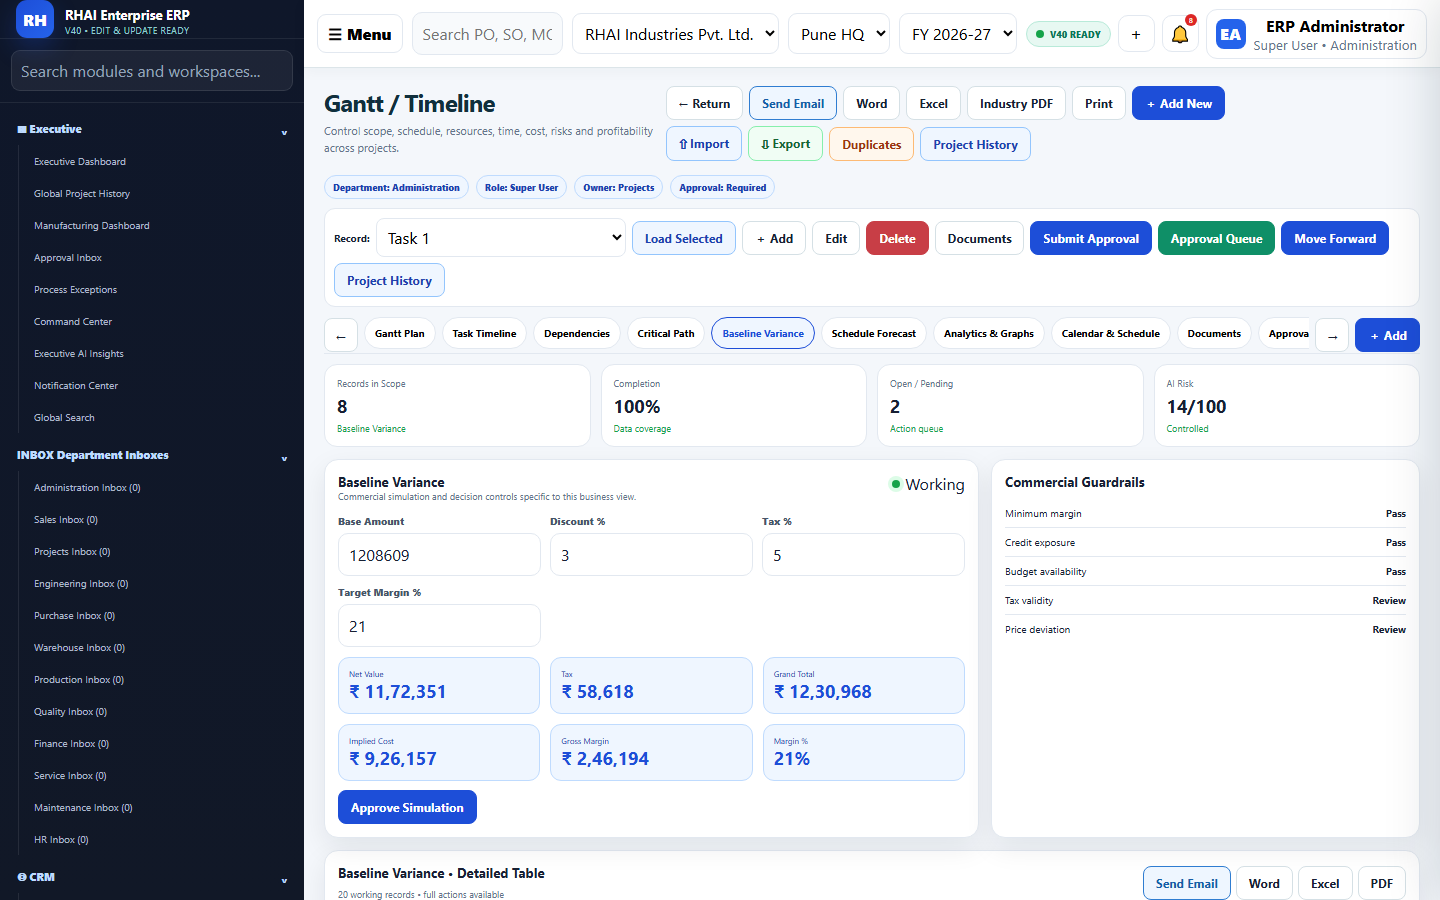 RH
RHAI Enterprise ERP
V40 • EDIT & UPDATE READY
Search modules and workspaces...
Executive
Executive Dashboard
Global Project History
Manufacturing Dashboard
Approval Inbox
Process Exceptions
Command Center
Executive AI Insights
Notification Center
Global Search
INBOX Department Inboxes
Administration Inbox (0)
Sales Inbox (0)
Projects Inbox (0)
Engineering Inbox (0)
Purchase Inbox (0)
Warehouse Inbox (0)
Production Inbox (0)
Quality Inbox (0)
Finance Inbox (0)
Service Inbox (0)
Maintenance Inbox (0)
HR Inbox (0)
CRM
☰ Menu
Search PO, SO, MO
RHAI Industries Pvt. Ltd.
Pune HQ
FY 2026-27
V40 READY
+
8
EA
ERP Administrator
Super User • Administration
Gantt / Timeline
Control scope, schedule, resources, time, cost, risks and profitability
across projects.
← Return
Send Email
Word
Excel
Industry PDF
Print
+ Add New
⇧ Import
⇩ Export
Duplicates
Project History
Department: Administration
Role: Super User
Owner: Projects
Approval: Required
Record:
Task 1
Load Selected
+ Add
Edit
Delete
Documents
Submit Approval
Approval Queue
Move Forward
Project History
←
Gantt Plan
Task Timeline
Dependencies
Critical Path
Baseline Variance
Schedule Forecast
Analytics & Graphs
Calendar & Schedule
Documents
Approva
→
+ Add
Records in Scope
8
Baseline Variance
Completion
100%
Data coverage
Open / Pending
2
Action queue
AI Risk
14/100
Controlled
Baseline Variance
Commercial simulation and decision controls specific to this business view.
Working
Base Amount
1208609
Discount %
3
Tax %
5
Target Margin %
21
Net Value
₹ 11,72,351
Tax
₹ 58,618
Grand Total
₹ 12,30,968
Implied Cost
₹ 9,26,157
Gross Margin
₹ 2,46,194
Margin %
21%
Approve Simulation
Commercial Guardrails
Minimum margin Pass
Credit exposure Pass
Budget availability Pass
Tax validity Review
Price deviation Review
Baseline Variance • Detailed Table
20 working records • full actions available
Send Email
Word
Excel
PDF